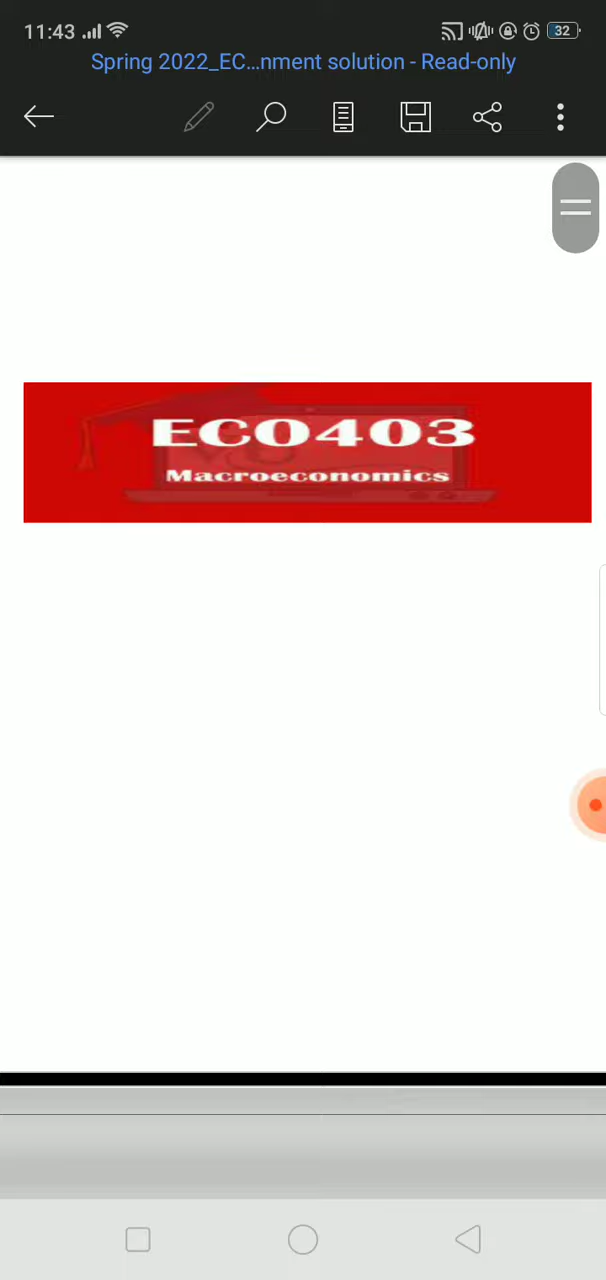 11:43
32
Spring 2022_EC...nment solution - Read-only
ECO403
Macroeconomics